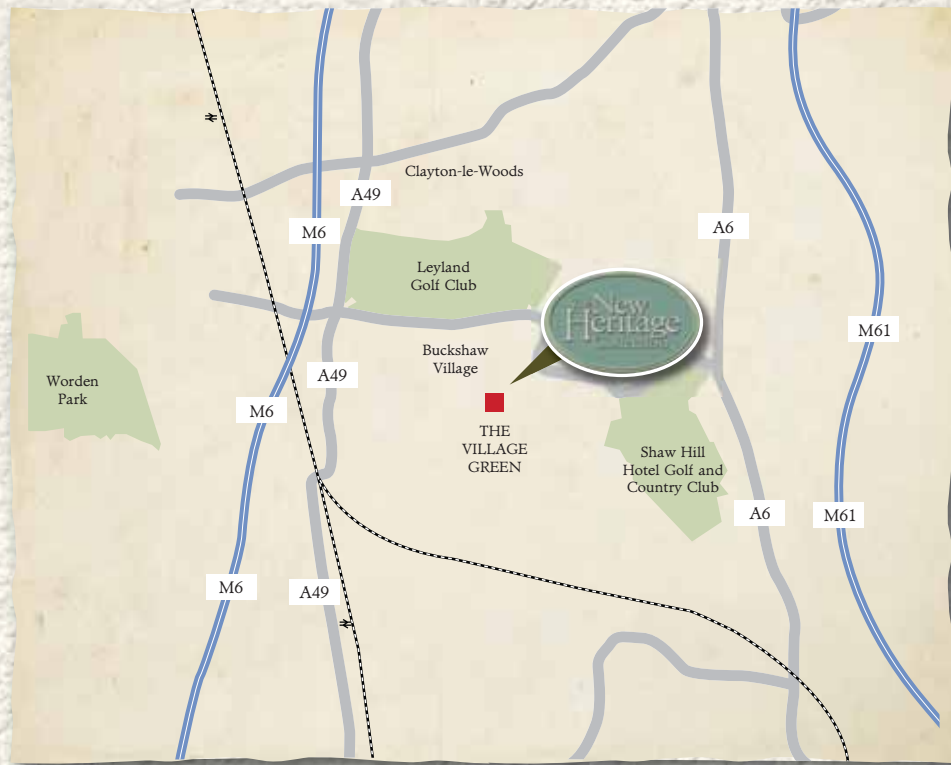 Clayton-le-Woods
A49
M6
A6
Leyland
Golf Club
New
Heritage
M61
Buckshaw
Village
A49
Worden
Park
M6
THE
VILLAGE
GREEN
Shaw Hill
Hotel Golf and
Country Club
A6
M61
M6
A49